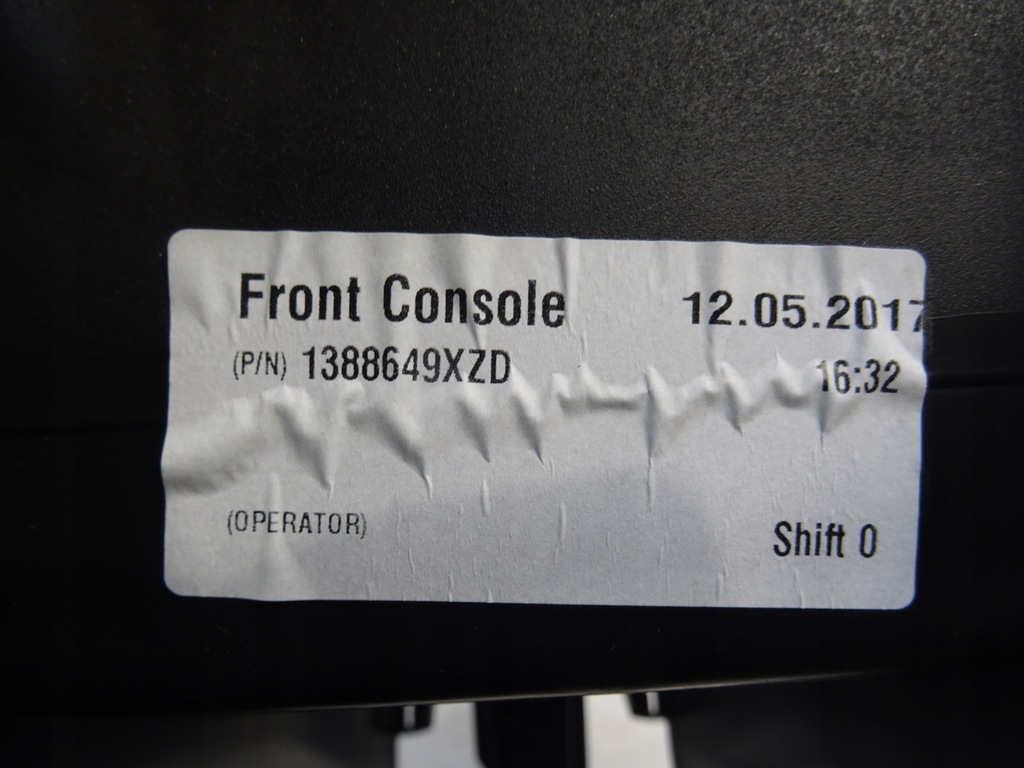 Front Console 12.05.2017
(P/N) 1388649XZD 16:32
(OPERATOR) Shift 0